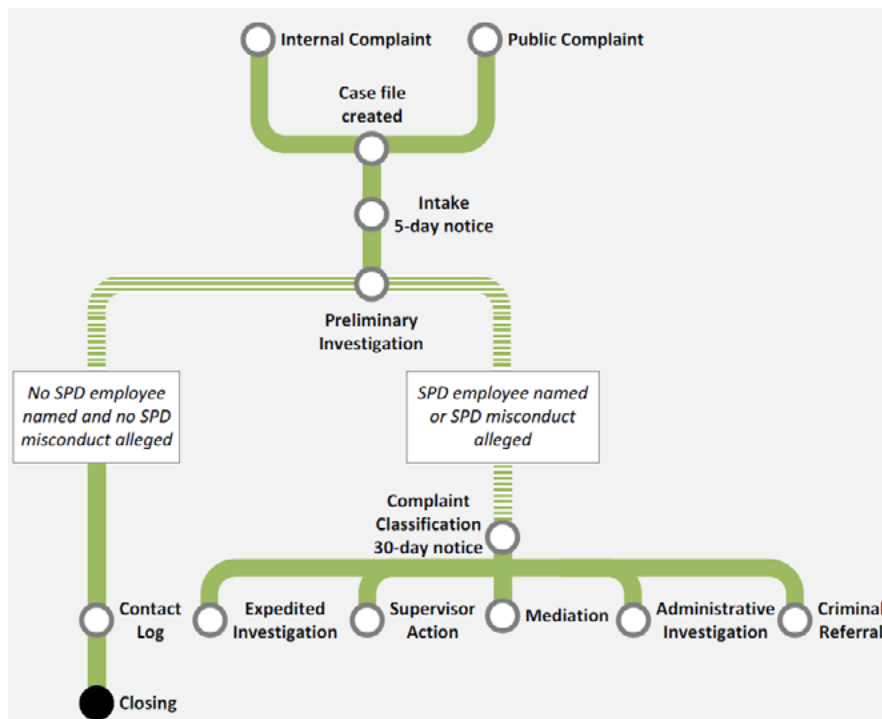 Internal Complaint
Public Complaint
Case file
created
Intake
5-day notice
Preliminary
Investigation
No SPD employee
named and no SPD
misconduct alleged
SPD employee named
or SPD misconduct
alleged
Complaint
Classification
30-day notice
Contact
Log
Expedited
Investigation
Supervisor
Action
Mediation
Administrative
Investigation
Criminal
Referral
Closing